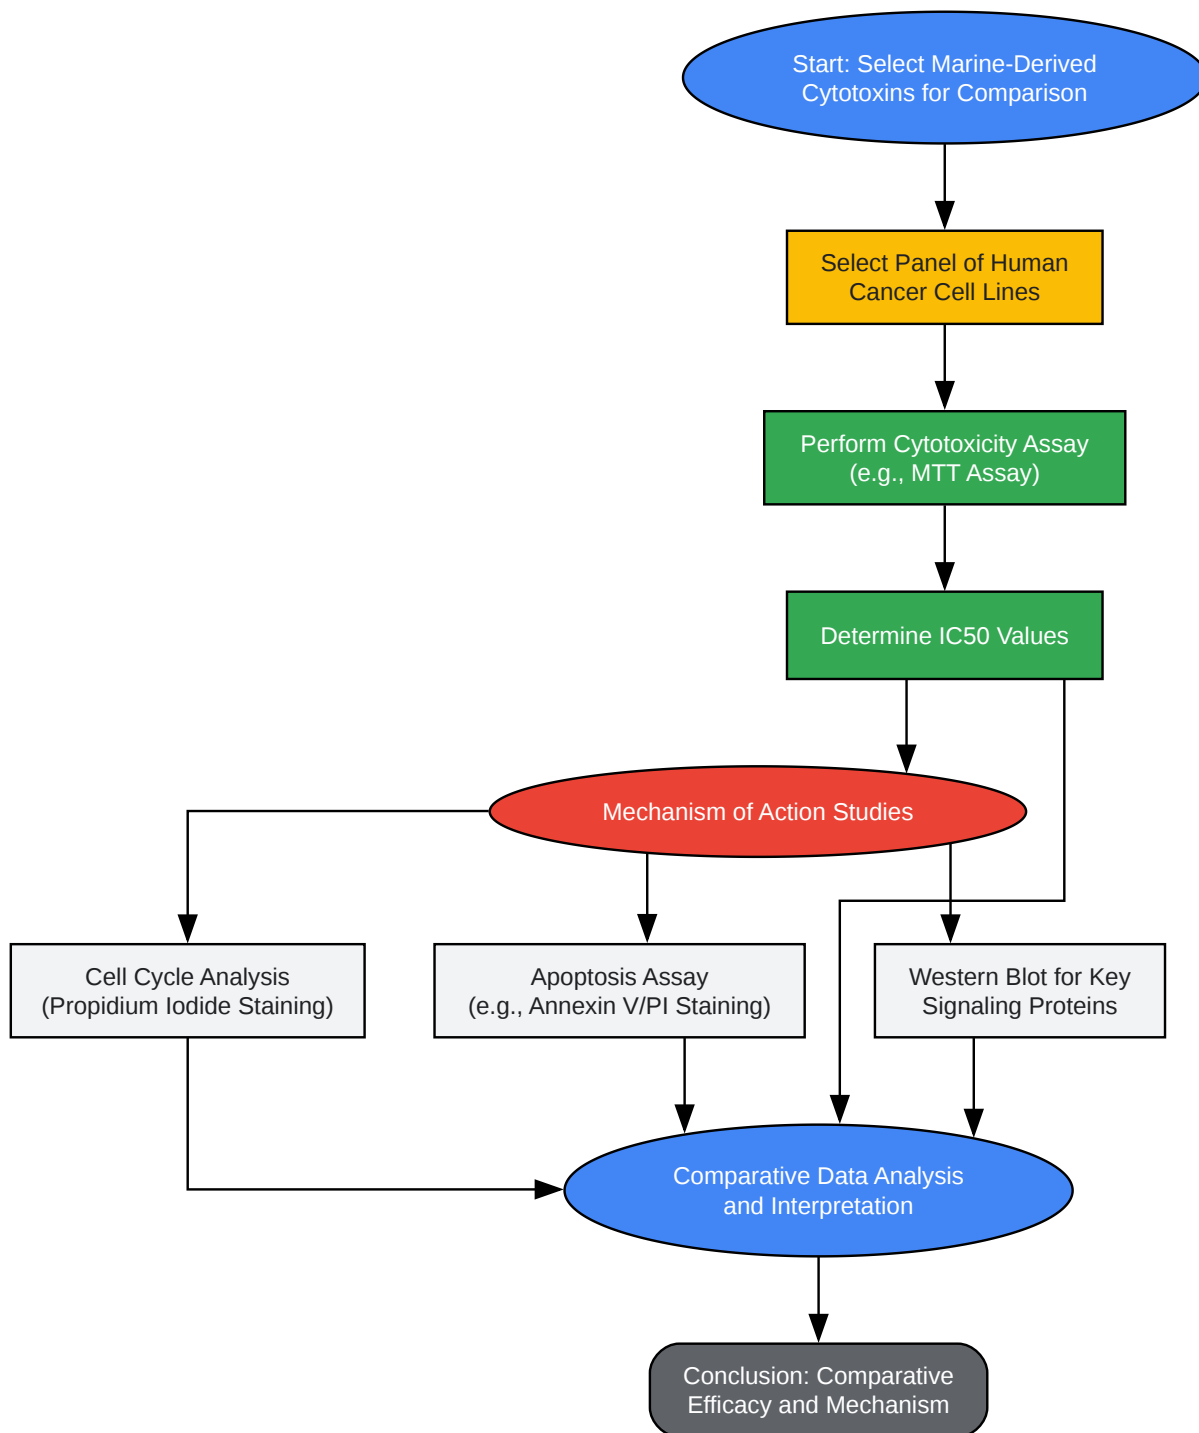 Start: Select Marine-Derived
Cytotoxins for Comparison
Select Panel of Human
Cancer Cell Lines
Perform Cytotoxicity Assay
(e.g., MTT Assay)
Determine IC50 Values
Mechanism of Action Studies
Cell Cycle Analysis
(Propidium Iodide Staining)
Apoptosis Assay
(e.g., Annexin V/PI Staining)
Western Blot for Key
Signaling Proteins
Comparative Data Analysis
and Interpretation
Conclusion: Comparative
Efficacy and Mechanism